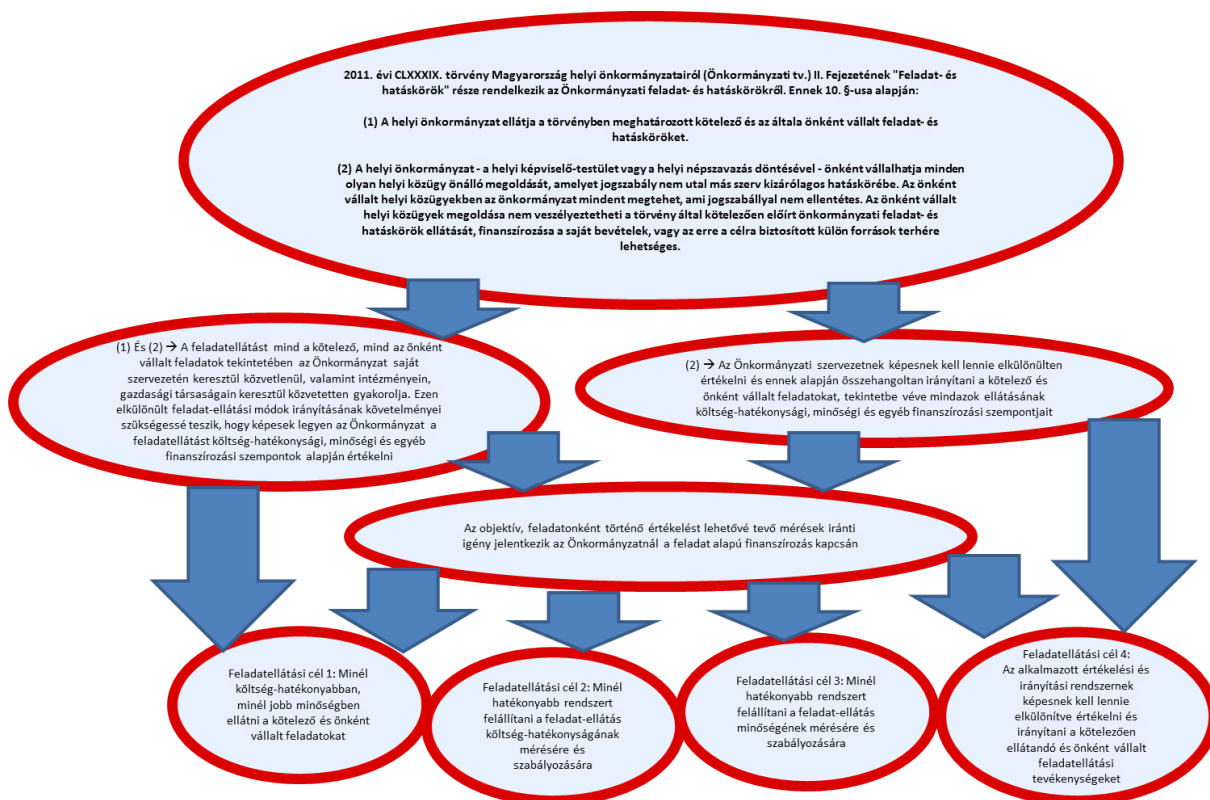 2011. évi CLXXXIX. törvény Magyarország helyi önkormányzatairól (Önkormányzati tv.) II. Fejezetének "Feladat- és
hatáskörök" része rendelkezik az Önkormányzati feladat- és hatáskörökről. Ennek 10. §-usa alapján:
(1) A helyi önkormányzat ellátja a törvényben meghatározott kötelező és az általa önként vállalt feladat- és
hatásköröket.
(2) A helyi önkormányzat - a helyi képviselő-testület vagy a helyi népszavazás döntésével - önként vállalhatja minden
olyan helyi közügy önálló megoldását, amelyet jogszabály nem utal más szerv kizárólagos hatáskörébe. Az önként
vállalt helyi közügyekben az önkormányzat mindent megtehet, ami jogszabállyal nem ellentétes. Az önként vállalt
helyi közügyek megoldása nem veszélyeztetheti a törvény által kötelezően előírt önkormányzati feladat- és
hatáskörök ellátását, finanszírozása a saját bevételek, vagy az erre a célra biztosított külön források terhére
lehetséges.
(1) És (2) → A feladatellátást mind a kötelező, mind az önként
vállalt feladatok tekintetében az Önkormányzat saját
szervezetén keresztül közvetlenül, valamint intézményein,
gazdasági társaságain keresztül közvetetten gyakorolja. Ezen
elkülönült feladat-ellátási módok irányításának követelményei
szükségessé teszik, hogy képesek legyen az Önkormányzat a
feladatellátást költség-hatékonysági, minőségi és egyéb
finanszírozási szempontok alapján értékelni
(2) → Az Önkormányzati szervezetnek képesnek kell lennie elkülönülten
értékelni és ennek alapján összehangoltan irányítani a kötelező és
önként vállalt feladatokat, tekintetbe véve mindazok ellátásának
költség-hatékonysági, minőségi és egyéb finanszírozási szempontjait
Az objektív, feladatonként történő értékelést lehetővé tevő mérések iránti
igény jelentkezik az Önkormányzatnál a feladat alapú finanszírozás kapcsán
Feladatellátási cél 1: Minél
költség-hatékonyabban,
minél jobb minőségben
ellátni a kötelező és önként
vállalt feladatokat
Feladatellátási cél 2: Minél
hatékonyabb rendszert
felállítani a feladat-ellátás
költség-hatékonyságának
mérésére és
szabályozására
Feladatellátási cél 3: Minél
hatékonyabb rendszert
felállítani a feladat-ellátás
minőségének mérésére és
szabályozására
Feladatellátási cél 4:
Az alkalmazott értékelési és
irányítási rendszernek
képesnek kell lennie
elkülönítve értékelni és
irányítani a kötelezően
ellátandó és önként vállalt
feladatellátási
tevékenységeket